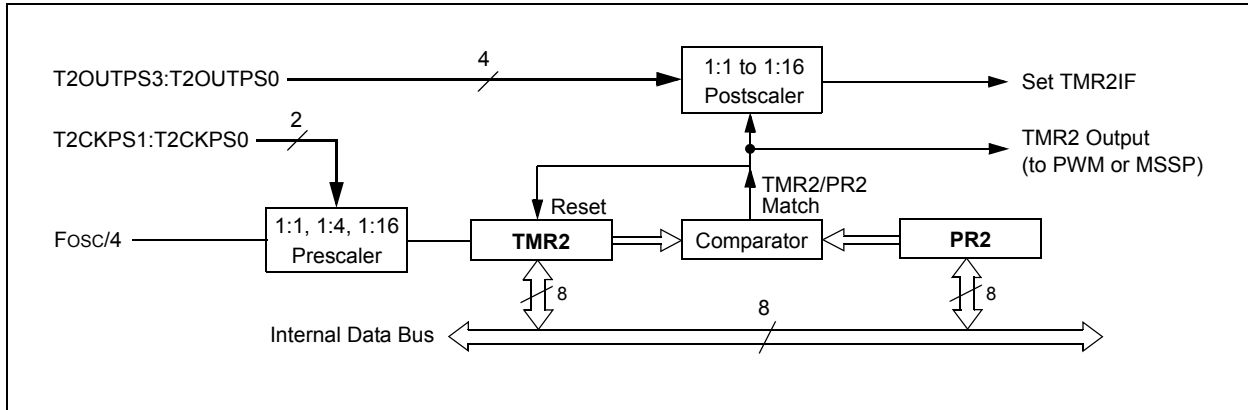 T2OUTPS3:T2OUTPS0
4
1:1 to 1:16
Postscaler
Set TMR2IF
T2CKPS1:T2CKPS0
2
TMR2 Output
(to PWM or MSSP)
TMR2/PR2
Match
Reset
FOSC/4
1:1, 1:4, 1:16
Prescaler
TMR2
Comparator
PR2
8
8
8
Internal Data Bus